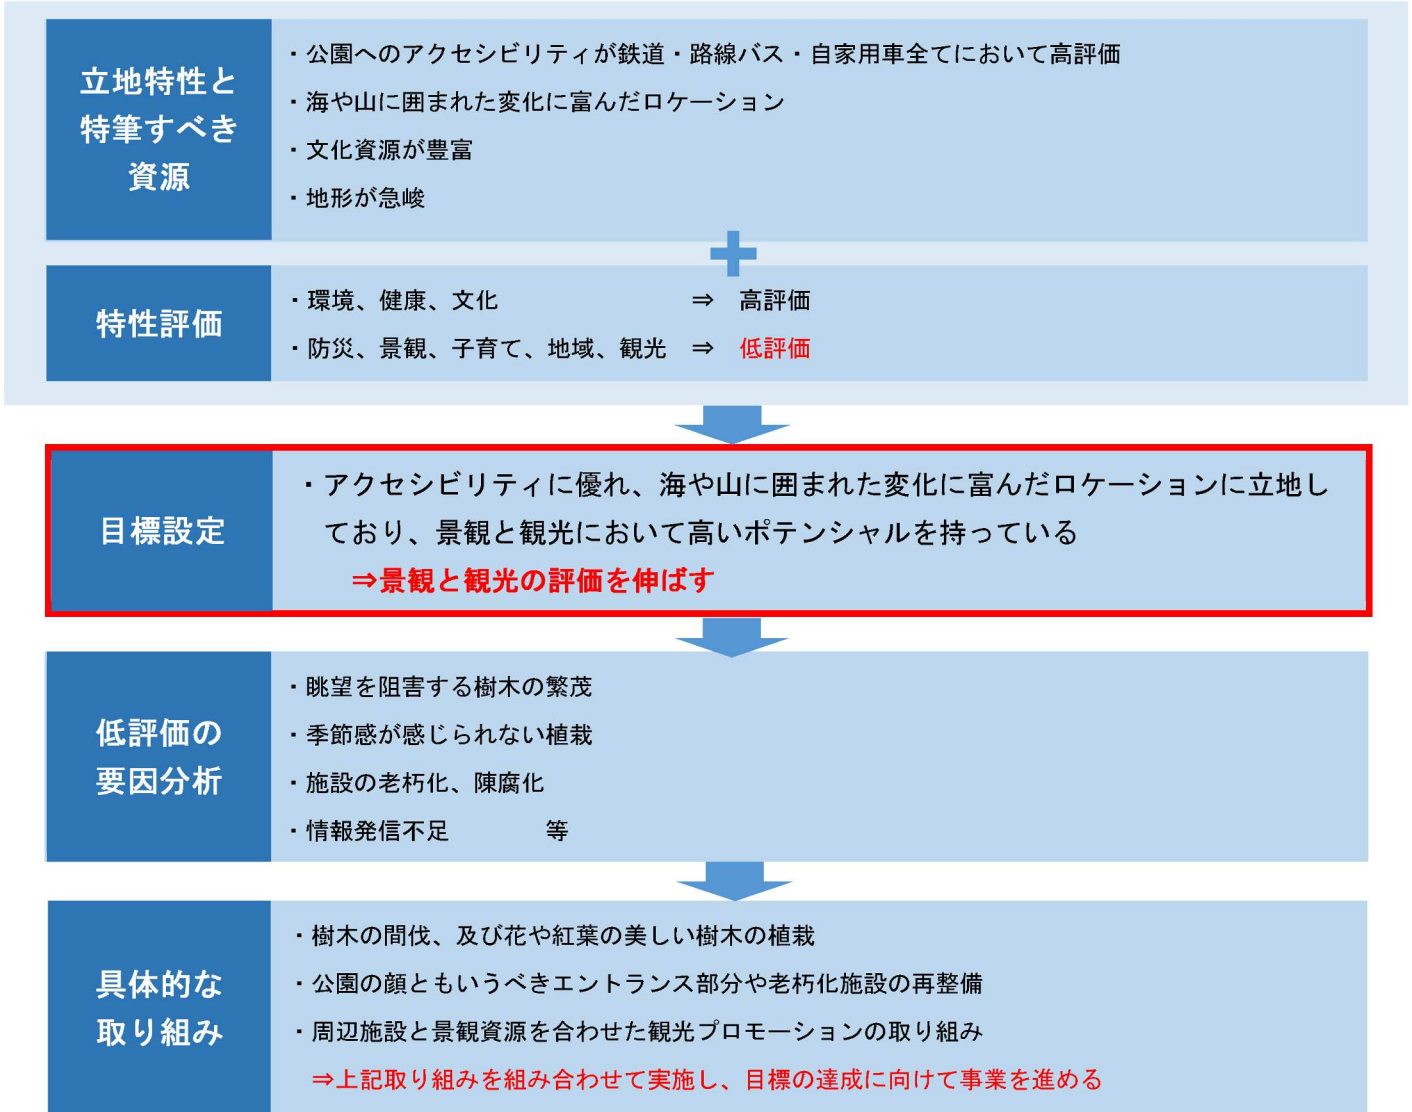 立地特性と
特筆すべき
資源
・公園へのアクセシビリティが鉄道・路線バス・自家用車全てにおいて高評価
・海や山に囲まれた変化に富んだロケーション
・文化資源が豊富
・地形が急峻
特性評価
・環境、健康、文化 ⇒ 高評価
・防災、景観、子育て、地域、観光 ⇒ 低評価
目標設定
・アクセシビリティに優れ、海や山に囲まれた変化に富んだロケーションに立地し
ており、景観と観光において高いポテンシャルを持っている
⇒景観と観光の評価を伸ばす
低評価の
要因分析
・眺望を阻害する樹木の繁茂
・季節感が感じられない植栽
・施設の老朽化、陳腐化
・情報発信不足 等
具体的な
取り組み
・樹木の間伐、及び花や紅葉の美しい樹木の植栽
・公園の顔ともいうべきエントランス部分や老朽化施設の再整備
・周辺施設と景観資源を合わせた観光プロモーションの取り組み
⇒上記取り組みを組み合わせて実施し、目標の達成に向けて事業を進める